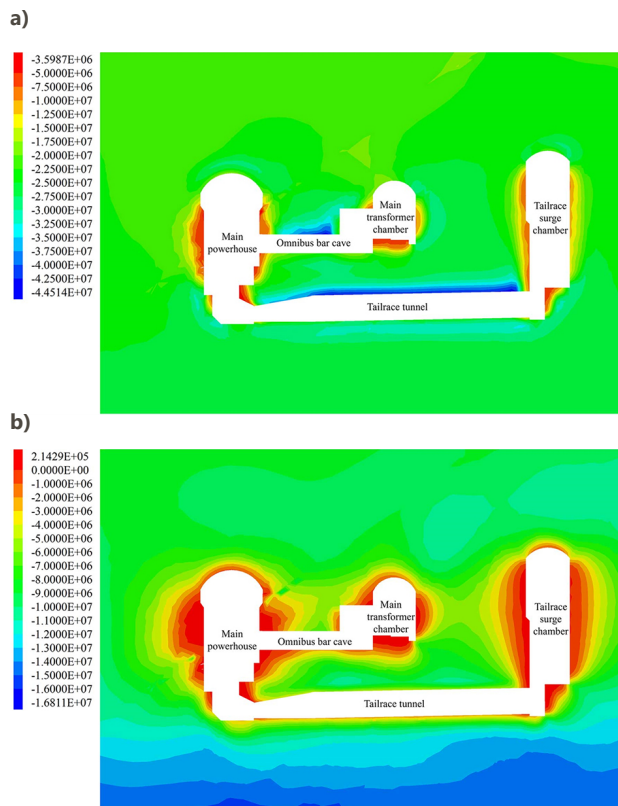 a)
-3.5987E+06
-5.0000E+06
-7.5000E+06
-1.0000E+07
-1.2500E+07
-1.5000E+07
-1.7500E+07
-2.0000E+07
-2.2500E+07
-2.5000E+07
-2.7500E+07
-3.0000E+07
-3.2500E+07
-3.5000E+07
-3.7500E+07
-4.0000E+07
-4.2500E+07
-4.4514E+07
Main
powerhouse
Omnibus bar cave
Main
transformer
chamber
Tailrace
surge
chamber
Tailrace tunnel
b)
2.1429E+05
0.0000E+00
-1.0000E+06
-2.0000E+06
-3.0000E+06
-4.0000E+06
-5.0000E+06
-6.0000E+06
-7.0000E+06
-8.0000E+06
-9.0000E+06
-1.0000E+07
-1.1000E+07
-1.2000E+07
-1.3000E+07
-1.4000E+07
-1.5000E+07
-1.6000E+07
-1.6811E+07
Main
powerhouse
Omnibus bar cave
Main
transformer
chamber
Tailrace
surge
chamber
Tailrace tunnel